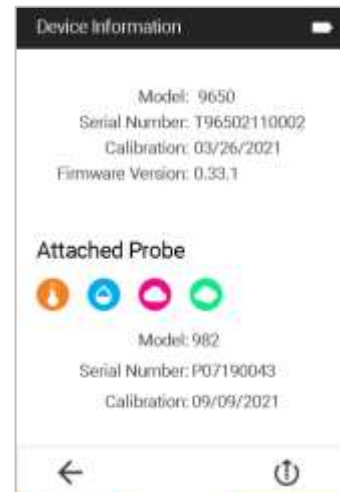 Device Information
Model: 9650
Serial Number: T96502110002
Calibration: 03/26/2021
Firmware Version: 0.33.1
Attached Probe
Model: 982
Serial Number: P07190043
Calibration: 09/09/2021